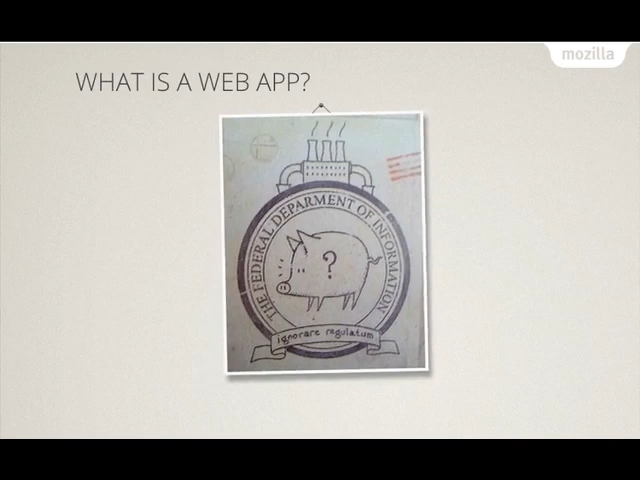 mozilla
WHAT IS A WEB APP?
THE FEDERAL DEPARMENT OF INFORMATION
?
ignorare regulatum